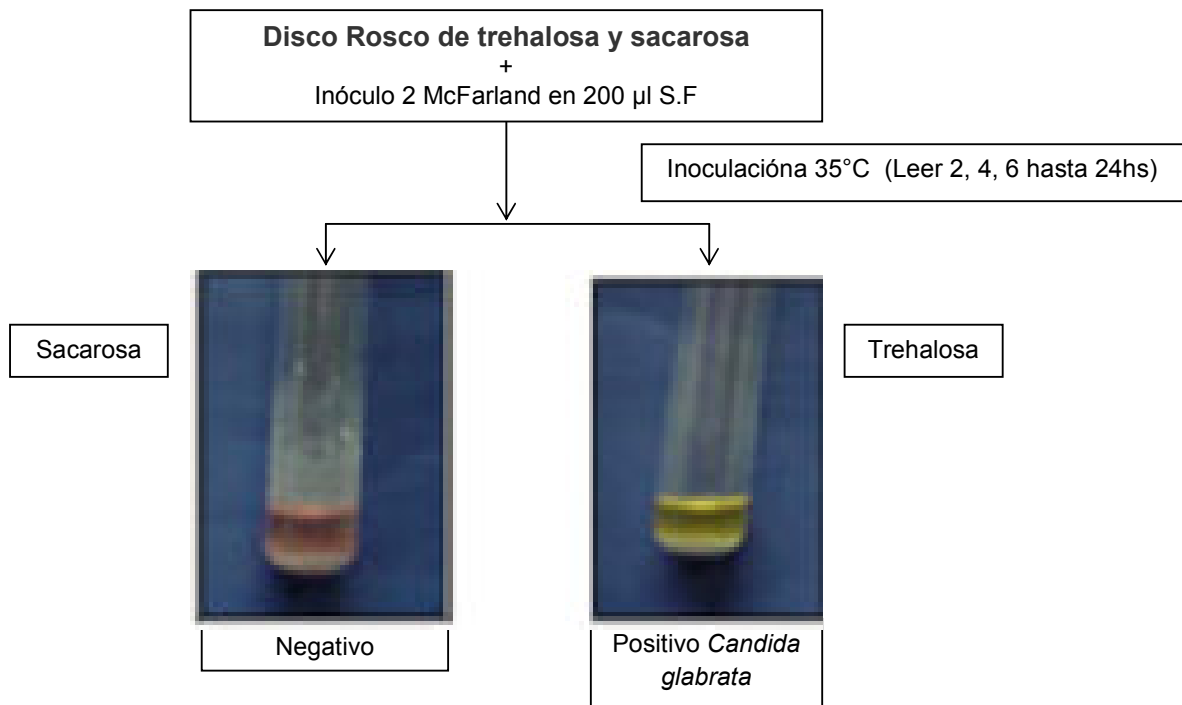 Disco Rosco de trehalosa y sacarosa
+
Inóculo 2 McFarland en 200 µl S.F
Inoculacióna 35°C (Leer 2, 4, 6 hasta 24hs)
Sacarosa
Trehalosa
Negativo
Positivo Candida
glabrata